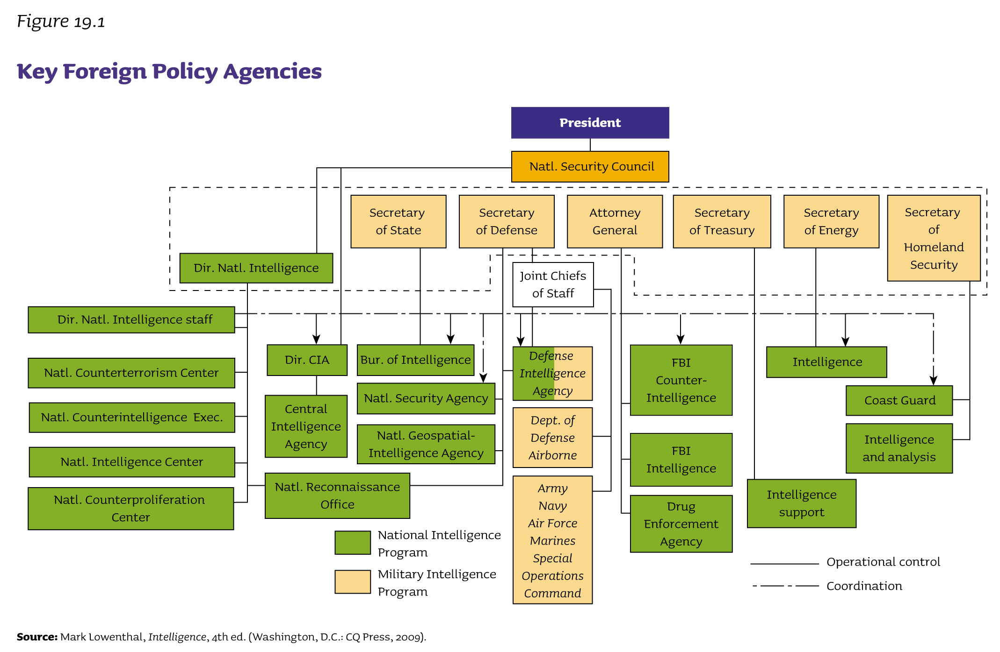 Figure 19.1
Key Foreign Policy Agencies
President
Natl. Security Council
Secretary
of State
Secretary
of Defense
Attorney
General
Secretary
of Treasury
Secretary
of Energy
Secretary
of
Homeland
Security
Dir. Natl. Intelligence
Joint Chiefs
of Staff
Dir. Natl. Intelligence staff
Natl. Counterterrorism Center
Natl. Counterintelligence Exec.
Natl. Intelligence Center
Natl. Counterproliferation
Center
Dir. CIA
Central
Intelligence
Agency
Bur. of Intelligence
Natl. Security Agency
Natl. Geospatial-
Intelligence Agency
Natl. Reconnaissance
Office
Defense
Intelligence
Agency
Dept. of
Defense
Airborne
Army
Navy
Air Force
Marines
Special
Operations
Command
FBI
Counter-
Intelligence
FBI
Intelligence
Drug
Enforcement
Agency
Intelligence
Coast Guard
Intelligence
and analysis
Intelligence
support
National Intelligence
Program
Military Intelligence
Program
Operational control
Coordination
Source: Mark Lowenthal, Intelligence, 4th ed. (Washington, D.C.: CQ Press, 2009).